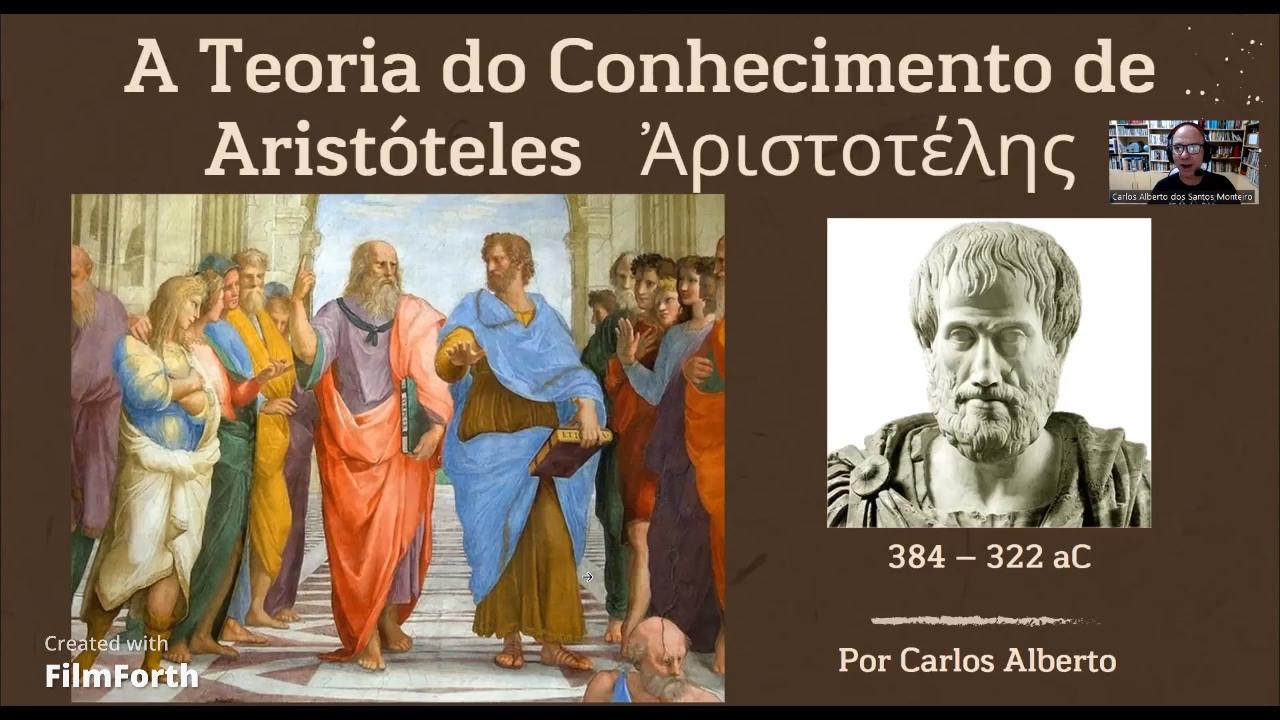 A Teoria do Conhecimento de
Aristóteles Ἀριστοτέλης
Carlos Alberto dos Santos Monteiro
384 – 322 aC
Por Carlos Alberto
Created with
FilmForth